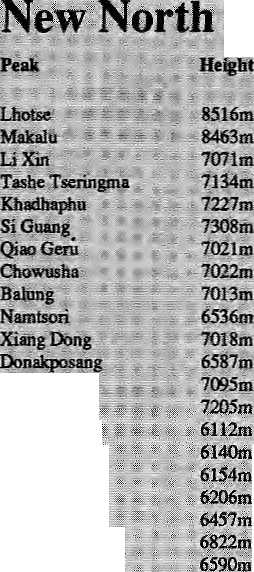 New North
Peak Height
Lhotse 8516m
Makalu 8463m
Li Xin 7071m
Tashe Tseringma 7134m
Khadhaphu 7227m
Si Guang 7308m
Qiao Geru 7021m
Chowusha 7022m
Balung 7013m
Namtsori 6536m
Xiang Dong 7018m
Donakposang 6587m
7095m
7205m
6112m
6140m
6154m
6206m
6457m
6822m
6590m